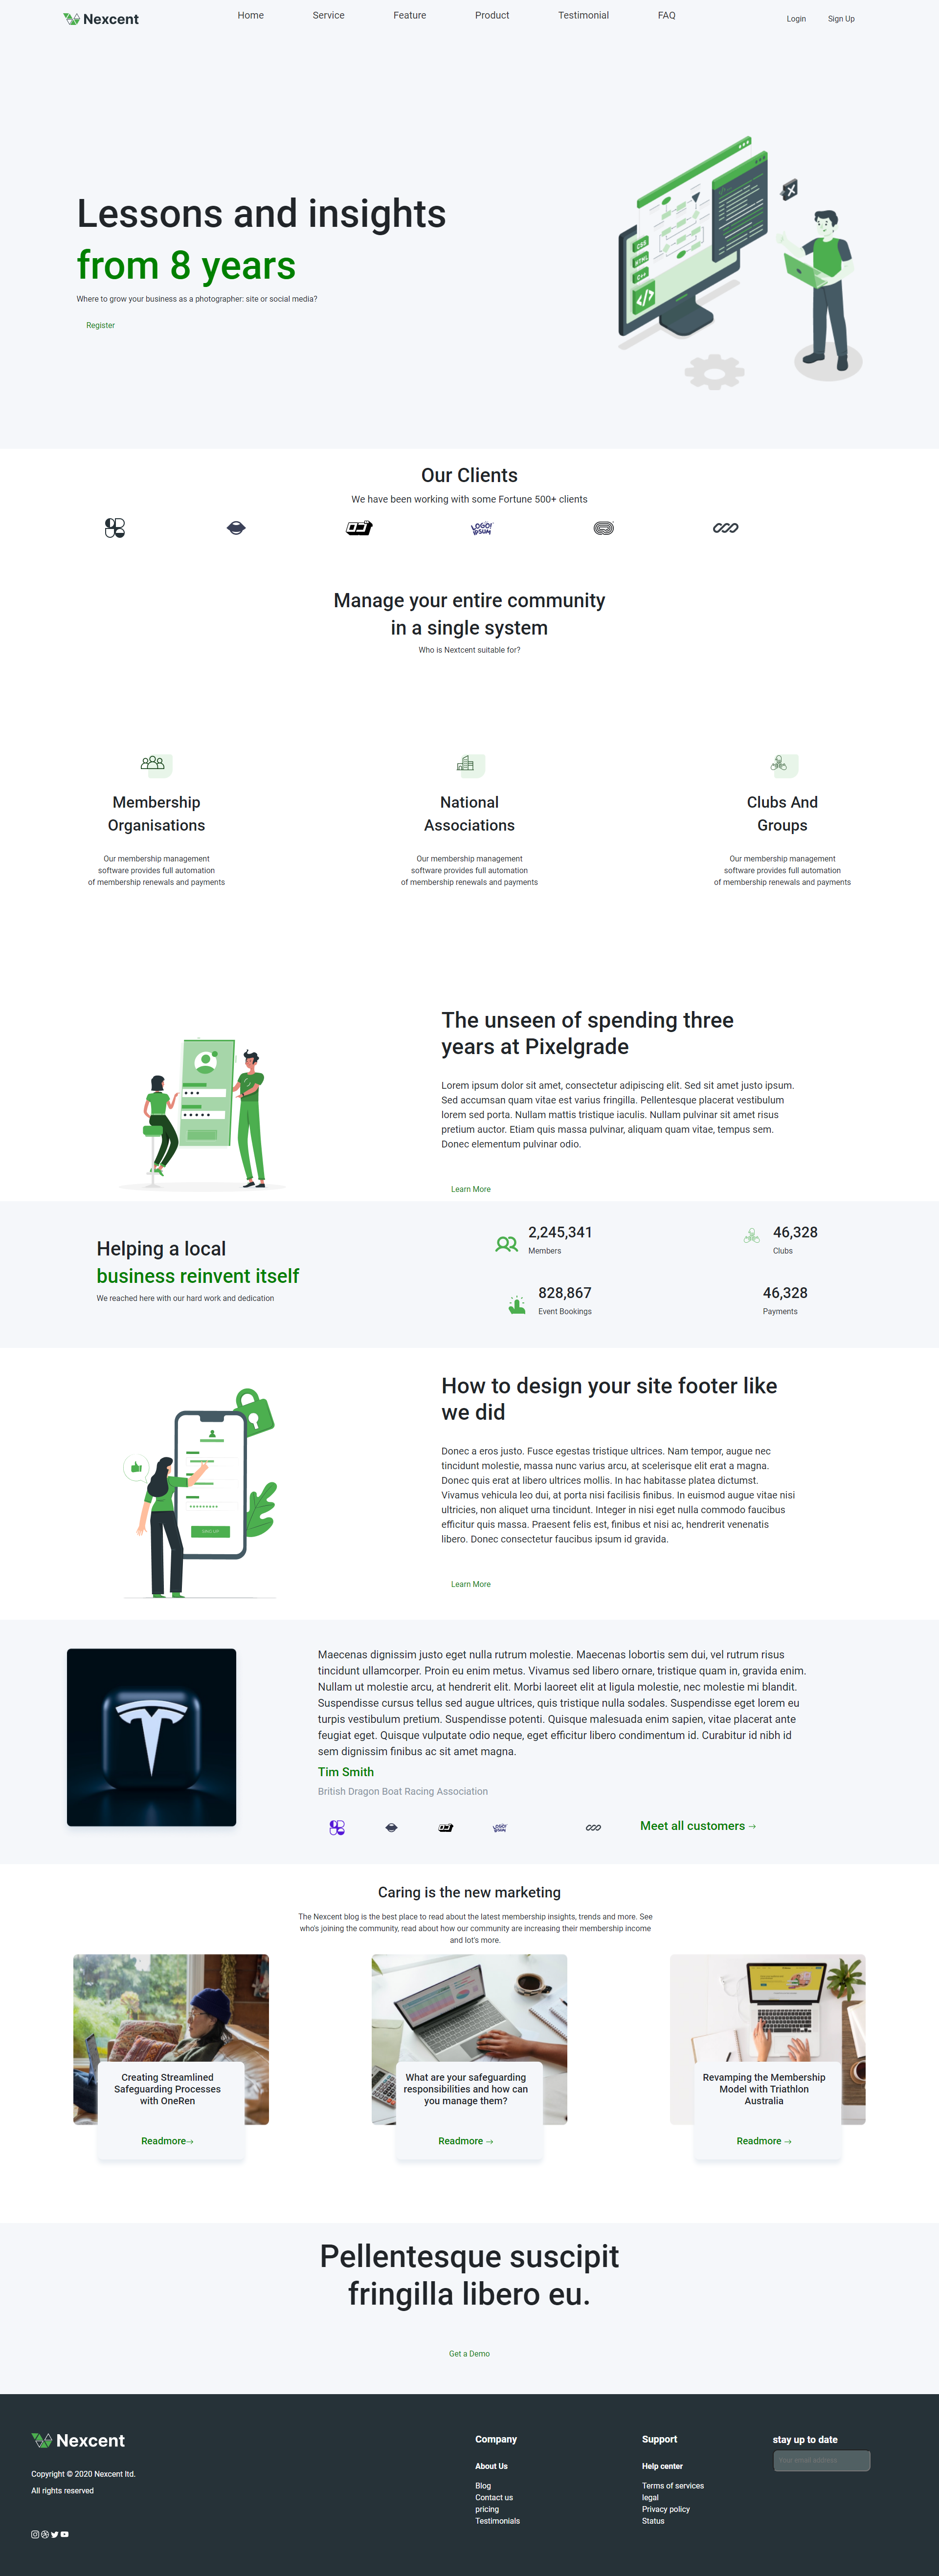 Nexcent
Home Service Feature Product Testimonial FAQ
Login Sign Up
Lessons and insights
from 8 years
Where to grow your business as a photographer: site or social media?
Register
CSS
HTML
C++
</>
Our Clients
We have been working with some Fortune 500+ clients
LOGO!
IPSUM
Manage your entire community
in a single system
Who is Nextcent suitable for?
Membership
Organisations
Our membership management
software provides full automation
of membership renewals and payments
National
Associations
Our membership management
software provides full automation
of membership renewals and payments
Clubs And
Groups
Our membership management
software provides full automation
of membership renewals and payments
The unseen of spending three
years at Pixelgrade
Lorem ipsum dolor sit amet, consectetur adipiscing elit. Sed sit amet justo ipsum.
Sed accumsan quam vitae est varius fringilla. Pellentesque placerat vestibulum
lorem sed porta. Nullam mattis tristique iaculis. Nullam pulvinar sit amet risus
pretium auctor. Etiam quis massa pulvinar, aliquam quam vitae, tempus sem.
Donec elementum pulvinar odio.
Learn More
Helping a local
business reinvent itself
We reached here with our hard work and dedication
2,245,341
Members
46,328
Clubs
828,867
Event Bookings
46,328
Payments
How to design your site footer like
we did
Donec a eros justo. Fusce egestas tristique ultrices. Nam tempor, augue nec
tincidunt molestie, massa nunc varius arcu, at scelerisque elit erat a magna.
Donec quis erat at libero ultrices mollis. In hac habitasse platea dictumst.
Vivamus vehicula leo dui, at porta nisi facilisis finibus. In euismod augue vitae nisi
ultricies, non aliquet urna tincidunt. Integer in nisi eget nulla commodo faucibus
efficitur quis massa. Praesent felis est, finibus et nisi ac, hendrerit venenatis
libero. Donec consectetur faucibus ipsum id gravida.
Learn More
Maecenas dignissim justo eget nulla rutrum molestie. Maecenas lobortis sem dui, vel rutrum risus
tincidunt ullamcorper. Proin eu enim metus. Vivamus sed libero ornare, tristique quam in, gravida enim.
Nullam ut molestie arcu, at hendrerit elit. Morbi laoreet elit at ligula molestie, nec molestie mi blandit.
Suspendisse cursus tellus sed augue ultrices, quis tristique nulla sodales. Suspendisse eget lorem eu
turpis vestibulum pretium. Suspendisse potenti. Quisque malesuada enim sapien, vitae placerat ante
feugiat eget. Quisque vulputate odio neque, eget efficitur libero condimentum id. Curabitur id nibh id
sem dignissim finibus ac sit amet magna.
Tim Smith
British Dragon Boat Racing Association
LOGO!
IPSUM
Meet all customers →
Caring is the new marketing
The Nexcent blog is the best place to read about the latest membership insights, trends and more. See
who's joining the community, read about how our community are increasing their membership income
and lot's more.
Creating Streamlined
Safeguarding Processes
with OneRen
Readmore→
What are your safeguarding
responsibilities and how can
you manage them?
Readmore →
Revamping the Membership
Model with Triathlon
Australia
Readmore →
Pellentesque suscipit
fringilla libero eu.
Get a Demo
Nexcent
Copyright © 2020 Nexcent ltd.
All rights reserved
Company
About Us
Blog
Contact us
pricing
Testimonials
Support
Help center
Terms of services
legal
Privacy policy
Status
stay up to date
Your email address